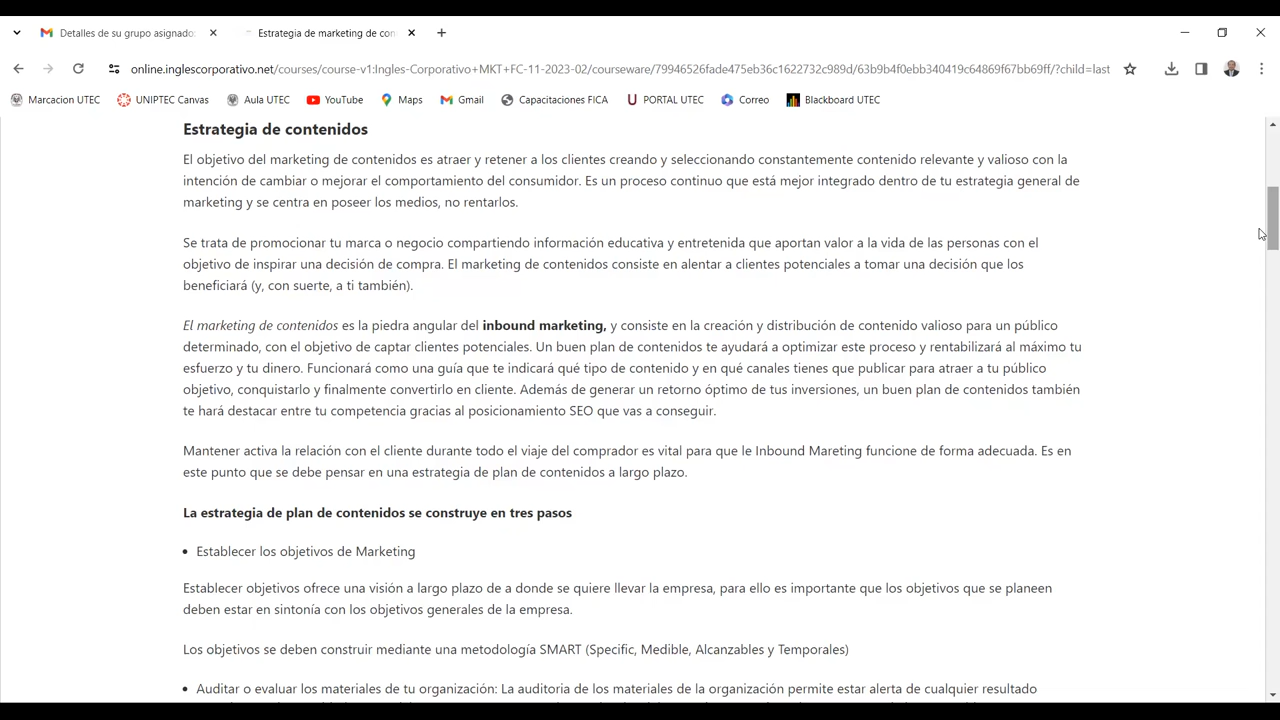 Detalles de su grupo asignado
Estrategia de marketing de con
online.inglescorporativo.net/courses/course-v1:Ingles-Corporativo+MKT+FC-11-2023-02/courseware/79946526fade475eb36c1622732c989d/63b9b4f0ebb340419c64869f67bb69ff/?child=last
Marcacion UTEC UNIPTEC Canvas Aula UTEC YouTube Maps Gmail Capacitaciones FICA PORTAL UTEC Correo Blackboard UTEC
Estrategia de contenidos
El objetivo del marketing de contenidos es atraer y retener a los clientes creando y seleccionando constantemente contenido relevante y valioso con la
intención de cambiar o mejorar el comportamiento del consumidor. Es un proceso continuo que está mejor integrado dentro de tu estrategia general de
marketing y se centra en poseer los medios, no rentarlos.
Se trata de promocionar tu marca o negocio compartiendo información educativa y entretenida que aportan valor a la vida de las personas con el
objetivo de inspirar una decisión de compra. El marketing de contenidos consiste en alentar a clientes potenciales a tomar una decisión que los
beneficiará (y, con suerte, a ti también).
El marketing de contenidos es la piedra angular del inbound marketing, y consiste en la creación y distribución de contenido valioso para un público
determinado, con el objetivo de captar clientes potenciales. Un buen plan de contenidos te ayudará a optimizar este proceso y rentabilizará al máximo tu
esfuerzo y tu dinero. Funcionará como una guía que te indicará qué tipo de contenido y en qué canales tienes que publicar para atraer a tu público
objetivo, conquistarlo y finalmente convertirlo en cliente. Además de generar un retorno óptimo de tus inversiones, un buen plan de contenidos también
te hará destacar entre tu competencia gracias al posicionamiento SEO que vas a conseguir.
Mantener activa la relación con el cliente durante todo el viaje del comprador es vital para que le Inbound Mareting funcione de forma adecuada. Es en
este punto que se debe pensar en una estrategia de plan de contenidos a largo plazo.
La estrategia de plan de contenidos se construye en tres pasos
• Establecer los objetivos de Marketing
Establecer objetivos ofrece una visión a largo plazo de a donde se quiere llevar la empresa, para ello es importante que los objetivos que se planeen
deben estar en sintonía con los objetivos generales de la empresa.
Los objetivos se deben construir mediante una metodología SMART (Specific, Medible, Alcanzables y Temporales)
• Auditar o evaluar los materiales de tu organización: La auditoria de los materiales de la organización permite estar alerta de cualquier resultado